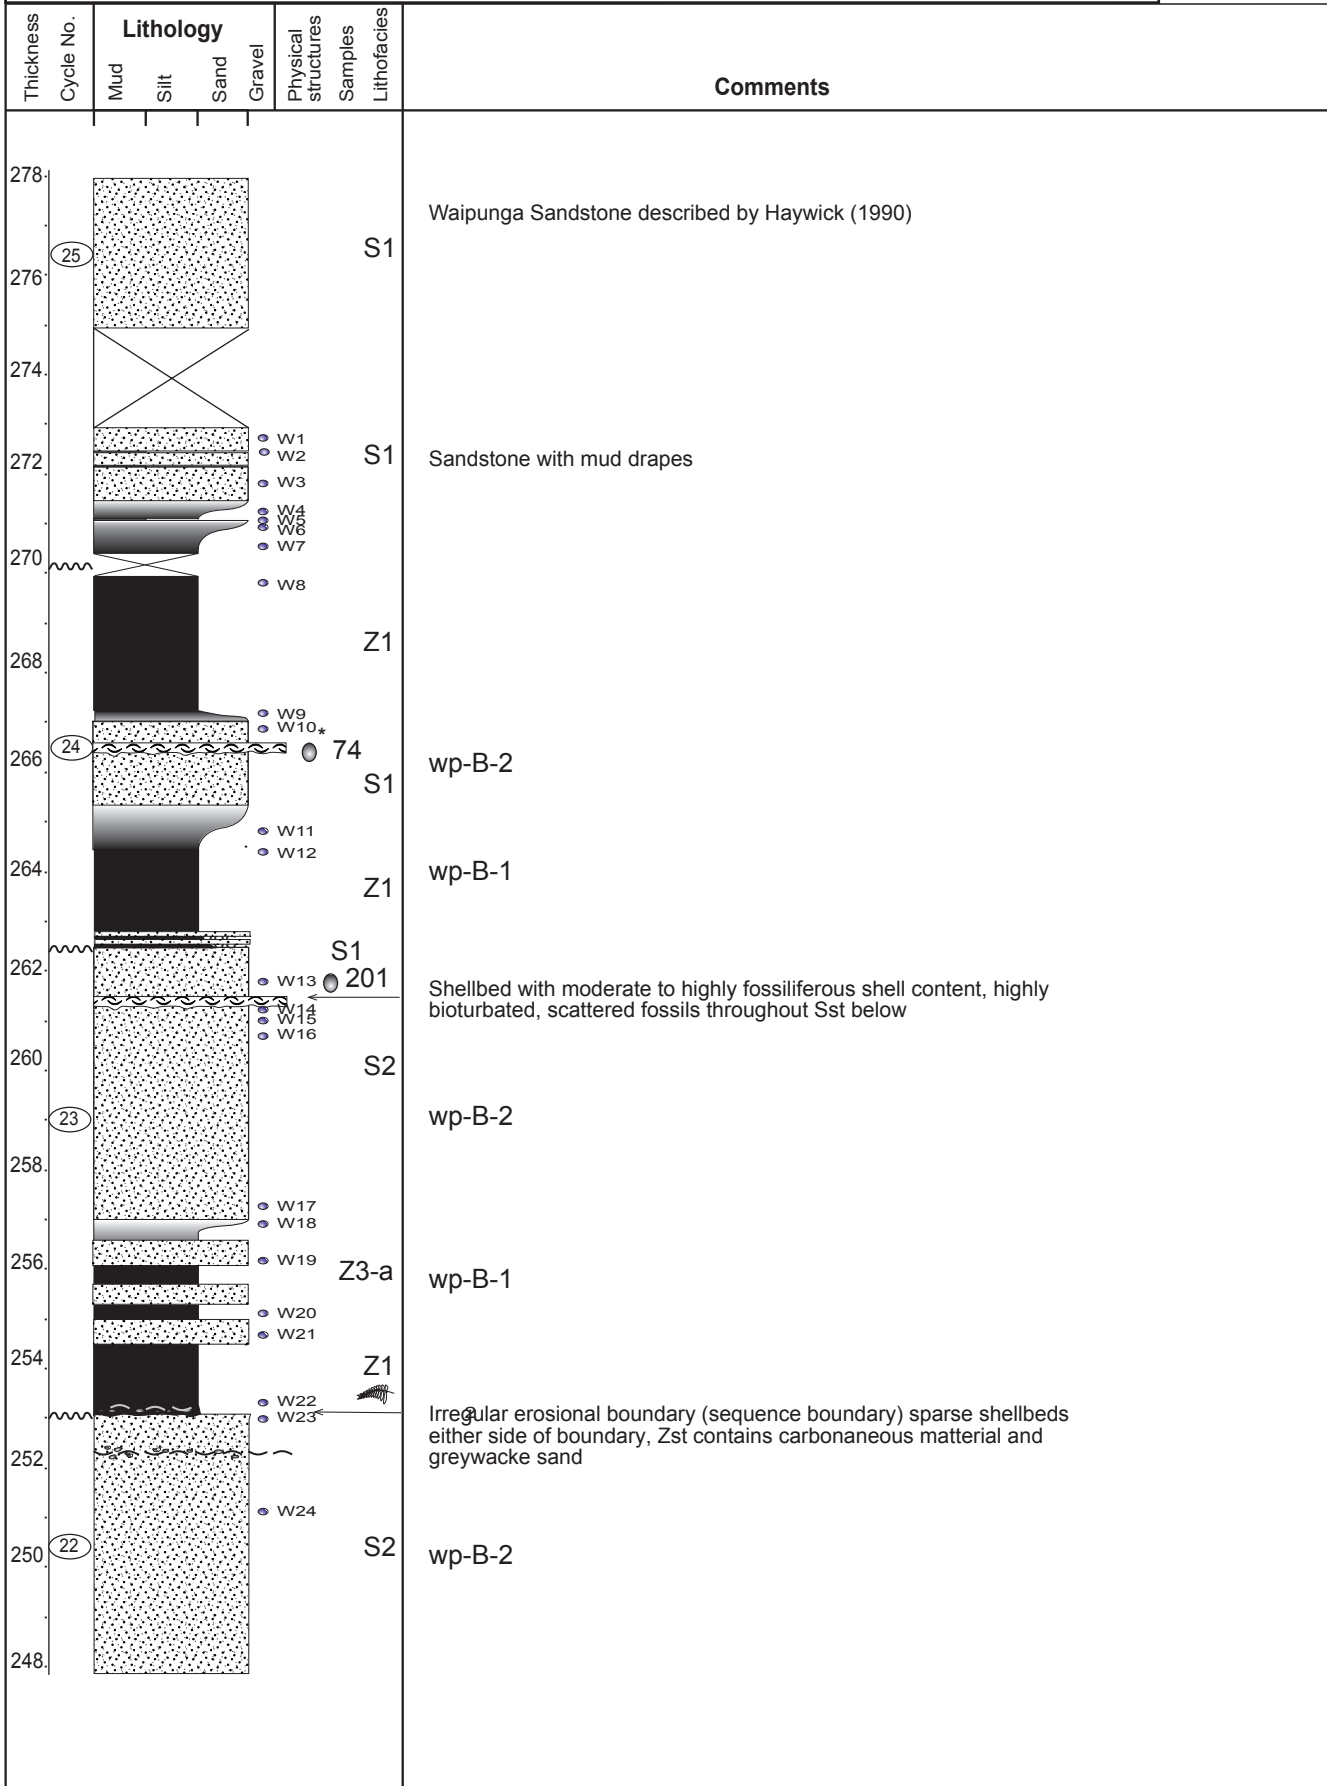 Thickness
Cycle No.
Lithology
Mud
Silt
Sand
Gravel
Physical structures
Samples
Lithofacies
Comments
278
Waipunga Sandstone described by Haywick (1990)
25
S1
276
274
W1
W2
S1
Sandstone with mud drapes
272
W3
W4
W5
W6
W7
270
W8
Z1
268
W9
W10*
24
74
266
wp-B-2
S1
W11
W12
264
wp-B-1
Z1
S1
262
W13
201
Shellbed with moderate to highly fossiliferous shell content, highly
bioturbated, scattered fossils throughout Sst below
W14
W15
W16
260
S2
23
wp-B-2
258
W17
W18
256
W19
Z3-a
wp-B-1
W20
W21
254
Z1
W22
W23
Irregular erosional boundary (sequence boundary) sparse shellbeds
either side of boundary, Zst contains carbonaneous matterial and
greywacke sand
252
W24
250
22
S2
wp-B-2
248